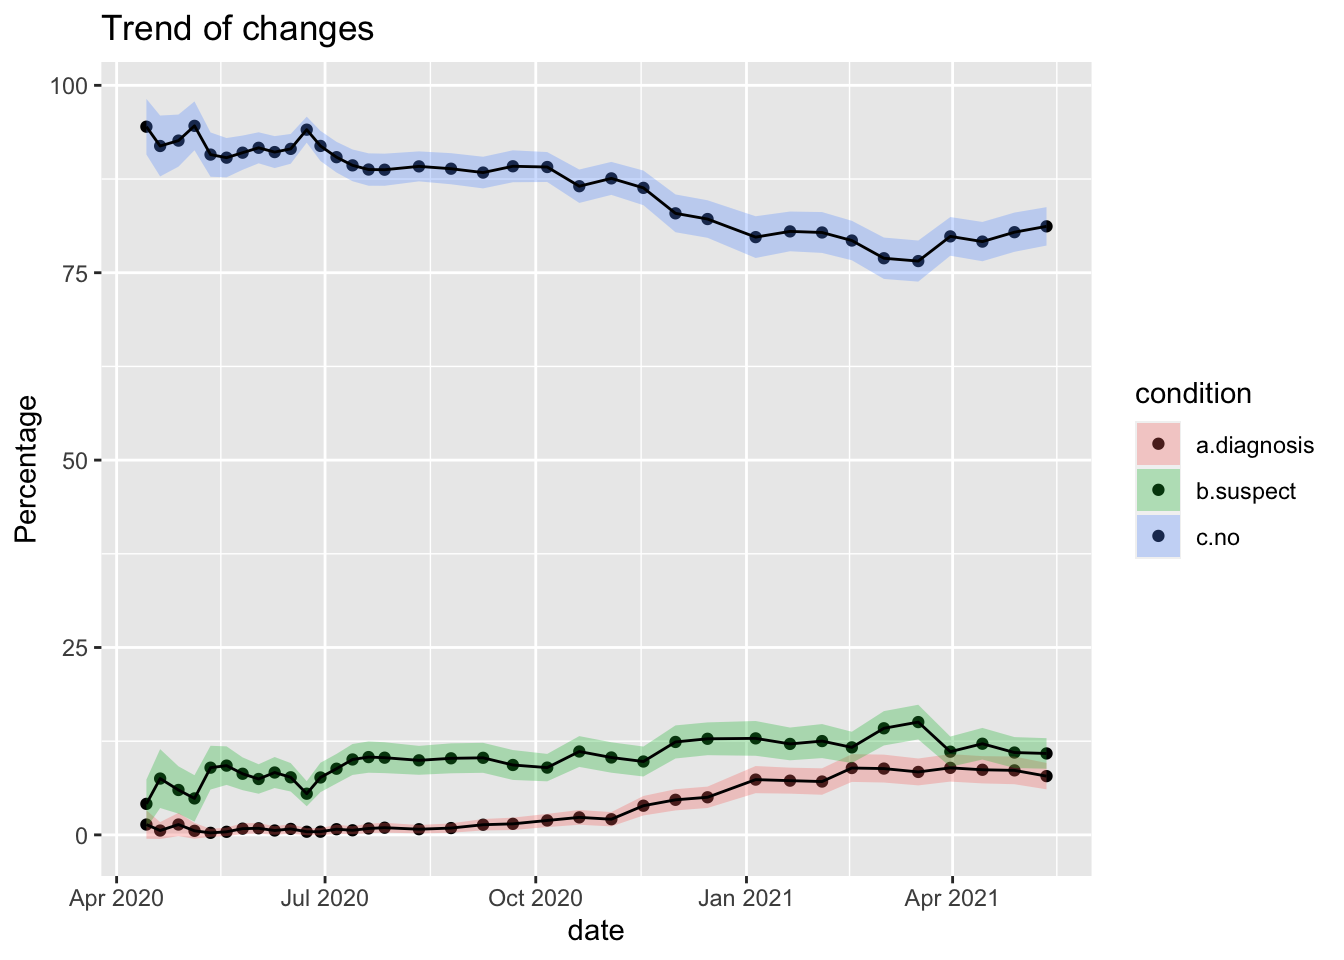 Trend of changes
100
75
50
25
0
Percentage
Apr 2020
Jul 2020
Oct 2020
Jan 2021
Apr 2021
date
condition
a.diagnosis
b.suspect
c.no